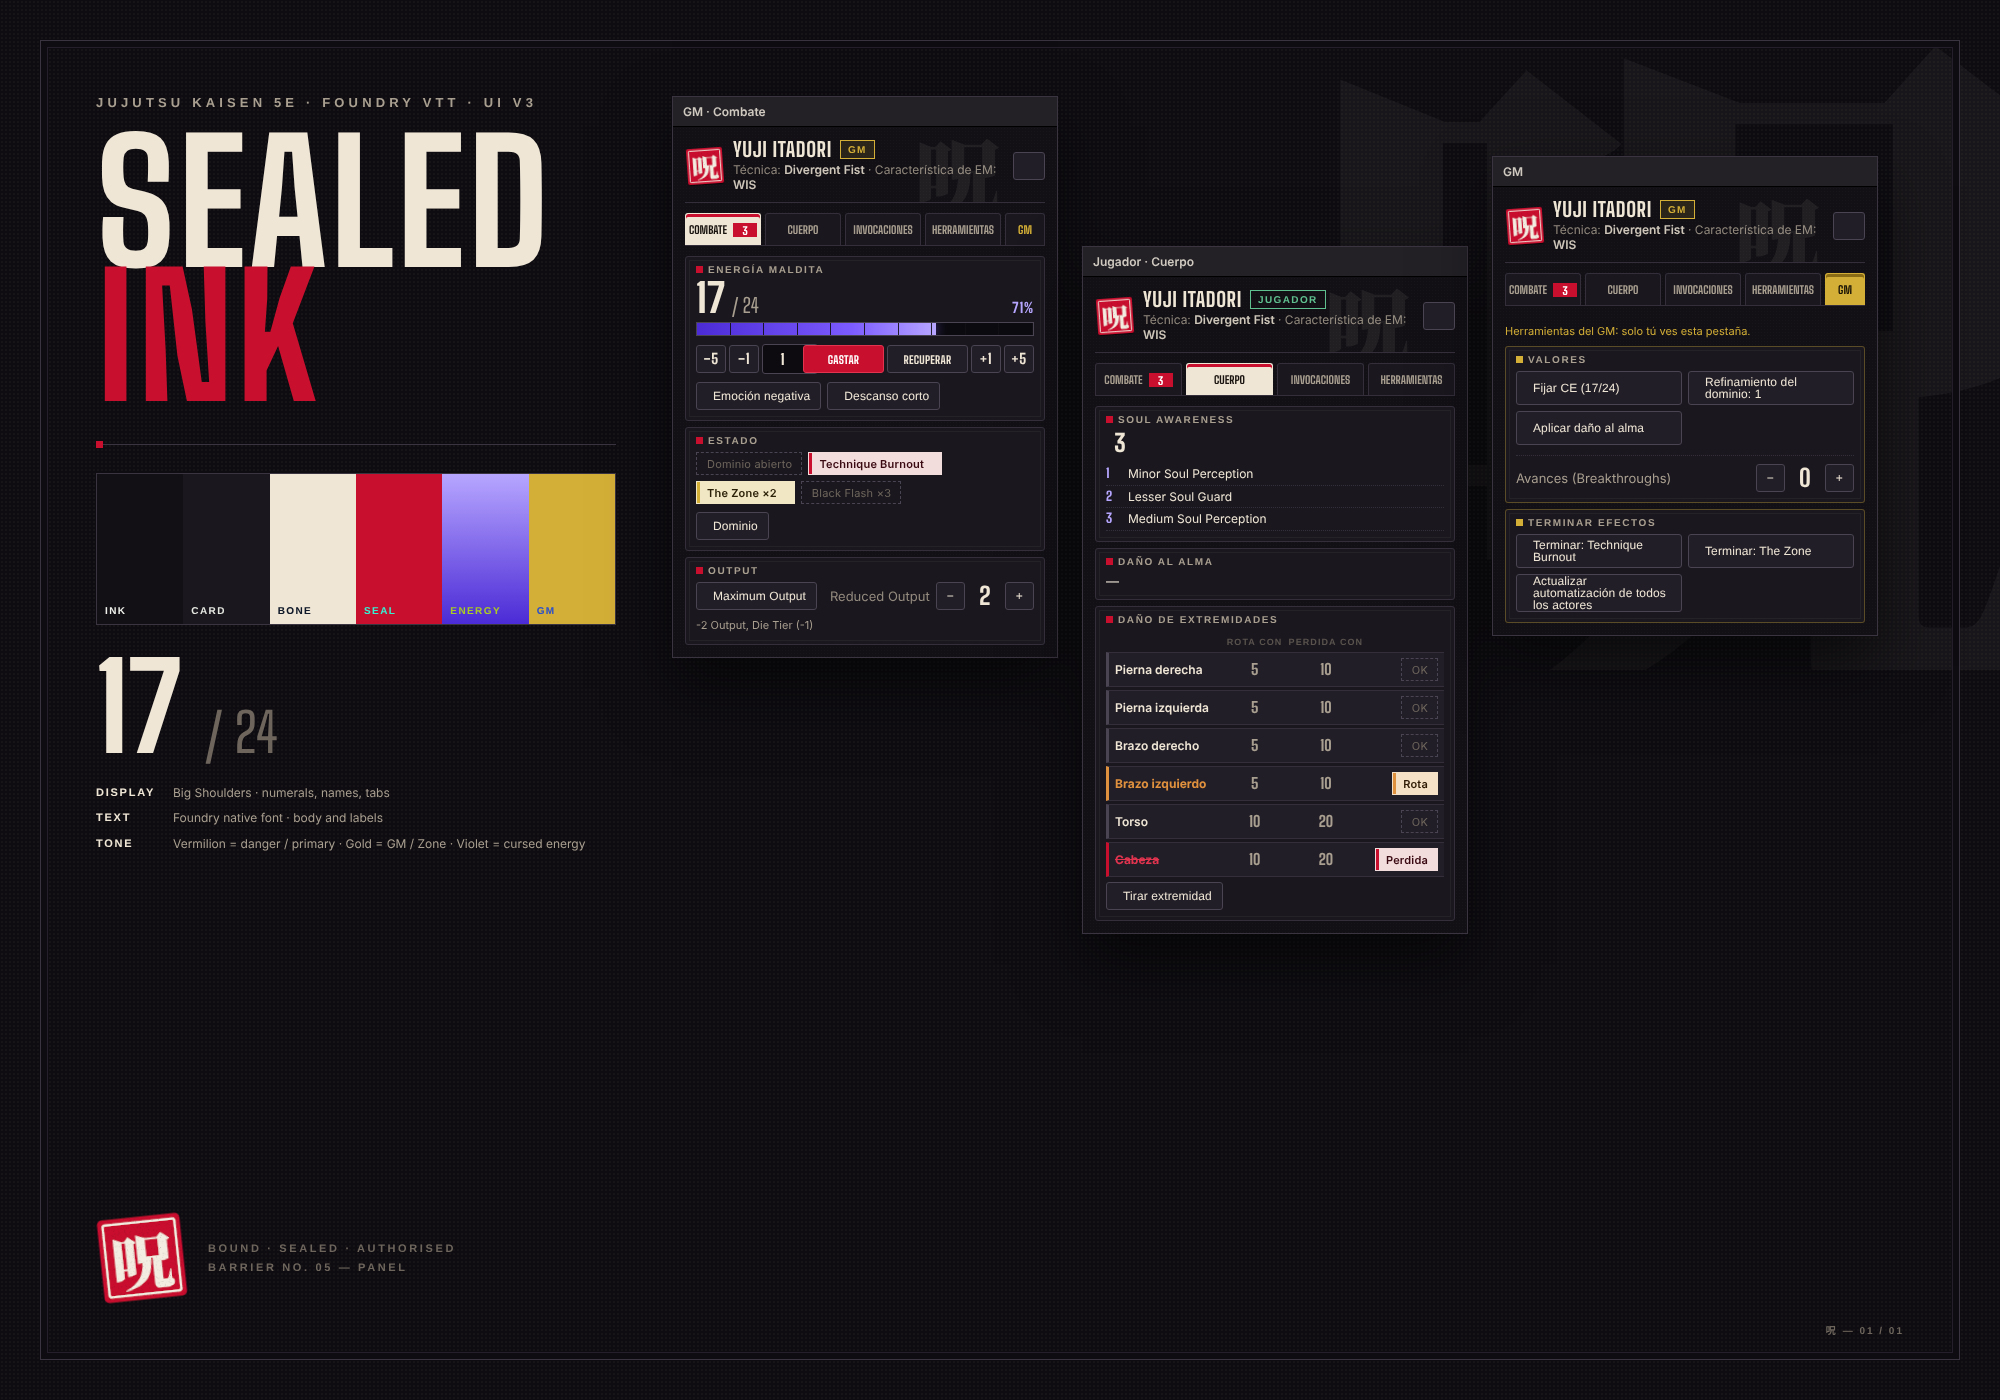 JUJUTSU KAISEN 5E · FOUNDRY VTT · UI V3
SEALED
INK
INK
CARD
BONE
SEAL
ENERGY
GM
17 / 24
DISPLAY Big Shoulders · numerals, names, tabs
TEXT Foundry native font · body and labels
TONE Vermilion = danger / primary · Gold = GM / Zone · Violet = cursed energy
呪
BOUND · SEALED · AUTHORISED
BARRIER NO. 05 — PANEL
GM · Combate
呪
YUJI ITADORI GM
Técnica: Divergent Fist · Característica de EM:
WIS
呪
COMBATE 3 CUERPO INVOCACIONES HERRAMIENTAS GM
ENERGÍA MALDITA
17 / 24 71%
−5 −1 1 GASTAR RECUPERAR +1 +5
Emoción negativa Descanso corto
ESTADO
Dominio abierto Technique Burnout
The Zone ×2 Black Flash ×3
Dominio
OUTPUT
Maximum Output Reduced Output − 2 +
-2 Output, Die Tier (-1)
Jugador · Cuerpo
呪
YUJI ITADORI JUGADOR
Técnica: Divergent Fist · Característica de EM:
WIS
呪
COMBATE 3 CUERPO INVOCACIONES HERRAMIENTAS
SOUL AWARENESS
3
1 Minor Soul Perception
2 Lesser Soul Guard
3 Medium Soul Perception
DAÑO AL ALMA
—
DAÑO DE EXTREMIDADES
ROTA CON PERDIDA CON
Pierna derecha 5 10 OK
Pierna izquierda 5 10 OK
Brazo derecho 5 10 OK
Brazo izquierdo 5 10 Rota
Torso 10 20 OK
Cabeza 10 20 Perdida
Tirar extremidad
GM
呪
YUJI ITADORI GM
Técnica: Divergent Fist · Característica de EM:
WIS
呪
COMBATE 3 CUERPO INVOCACIONES HERRAMIENTAS GM
Herramientas del GM: solo tú ves esta pestaña.
VALORES
Fijar CE (17/24)
Refinamiento del
dominio: 1
Aplicar daño al alma
Avances (Breakthroughs) − 0 +
TERMINAR EFECTOS
Terminar: Technique
Burnout
Terminar: The Zone
Actualizar
automatización de todos
los actores
呪 — 01 / 01